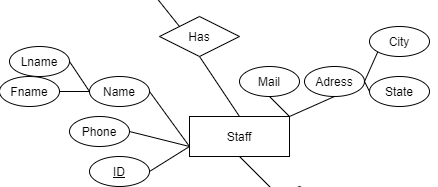 Has
City
Lname
Mail
Adress
Fname
Name
State
Phone
Staff
ID